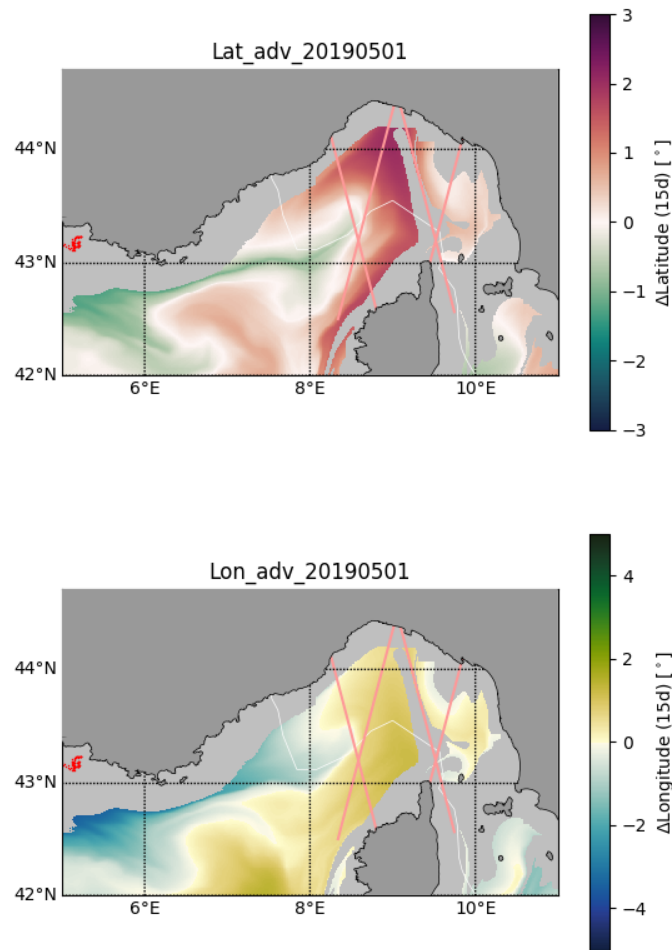 Lat_adv_20190501
44°N
43°N
42°N
6°E
8°E
10°E
3
2
1
0
−1
−2
−3
ΔLatitude (15d) [°]
Lon_adv_20190501
44°N
43°N
42°N
6°E
8°E
10°E
4
2
0
−2
−4
ΔLongitude (15d) [°]